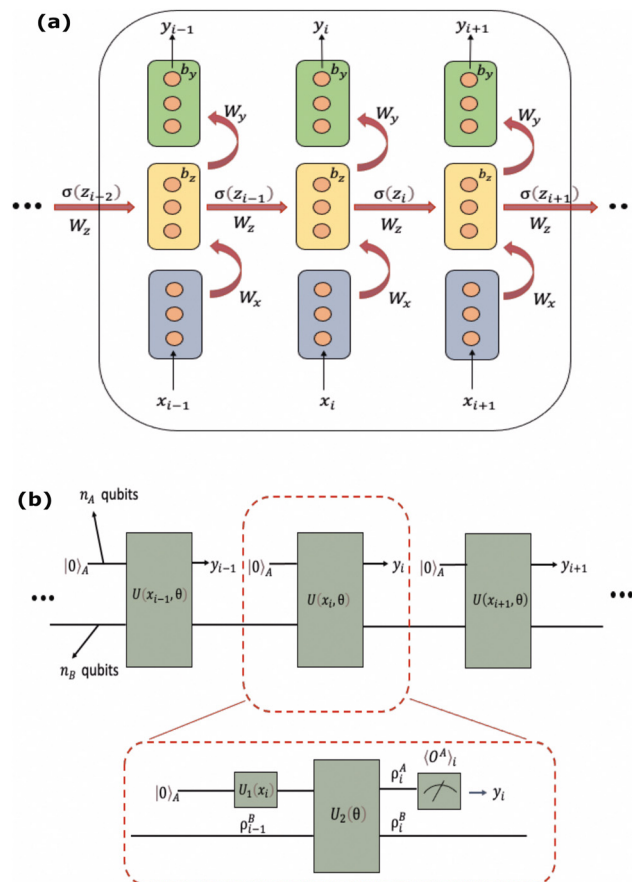 (a)
y_{i-1} y_i y_{i+1}
b_y b_y b_y
W_y W_y W_y
b_z b_z b_z
••• σ(z_{i-2}) σ(z_{i-1}) σ(z_i) σ(z_{i+1}) ••
W_z W_z W_z W_z
W_x W_x W_x
x_{i-1} x_i x_{i+1}
(b)
n_A qubits
|0⟩_A y_{i-1} |0⟩_A y_i |0⟩_A y_{i+1}
••• U(x_{i-1}, θ) U(x_i, θ) U(x_{i+1}, θ) •••
n_B qubits
⟨O^A⟩_i
|0⟩_A U_1(x_i) ρ_i^A y_i
U_2(θ)
ρ_{i-1}^B ρ_i^B